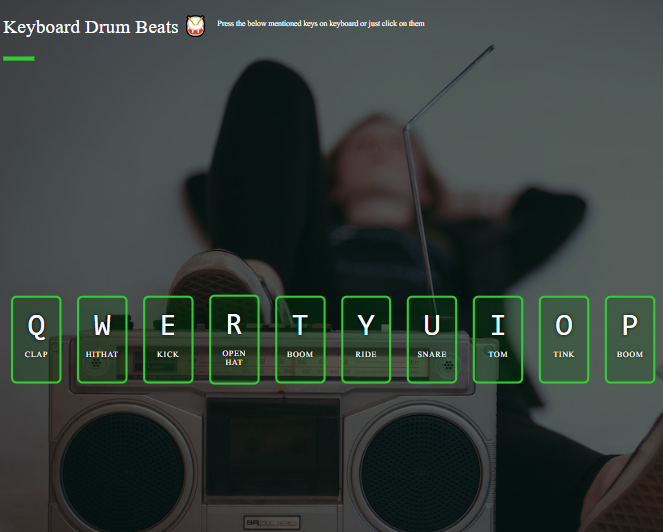 Keyboard Drum Beats
Press the below mentioned keys on keyboard or just click on them
Q W E R T Y U I O P
CLAP HITHAT KICK OPEN HAT BOOM RIDE SNARE TOM TINK BOOM